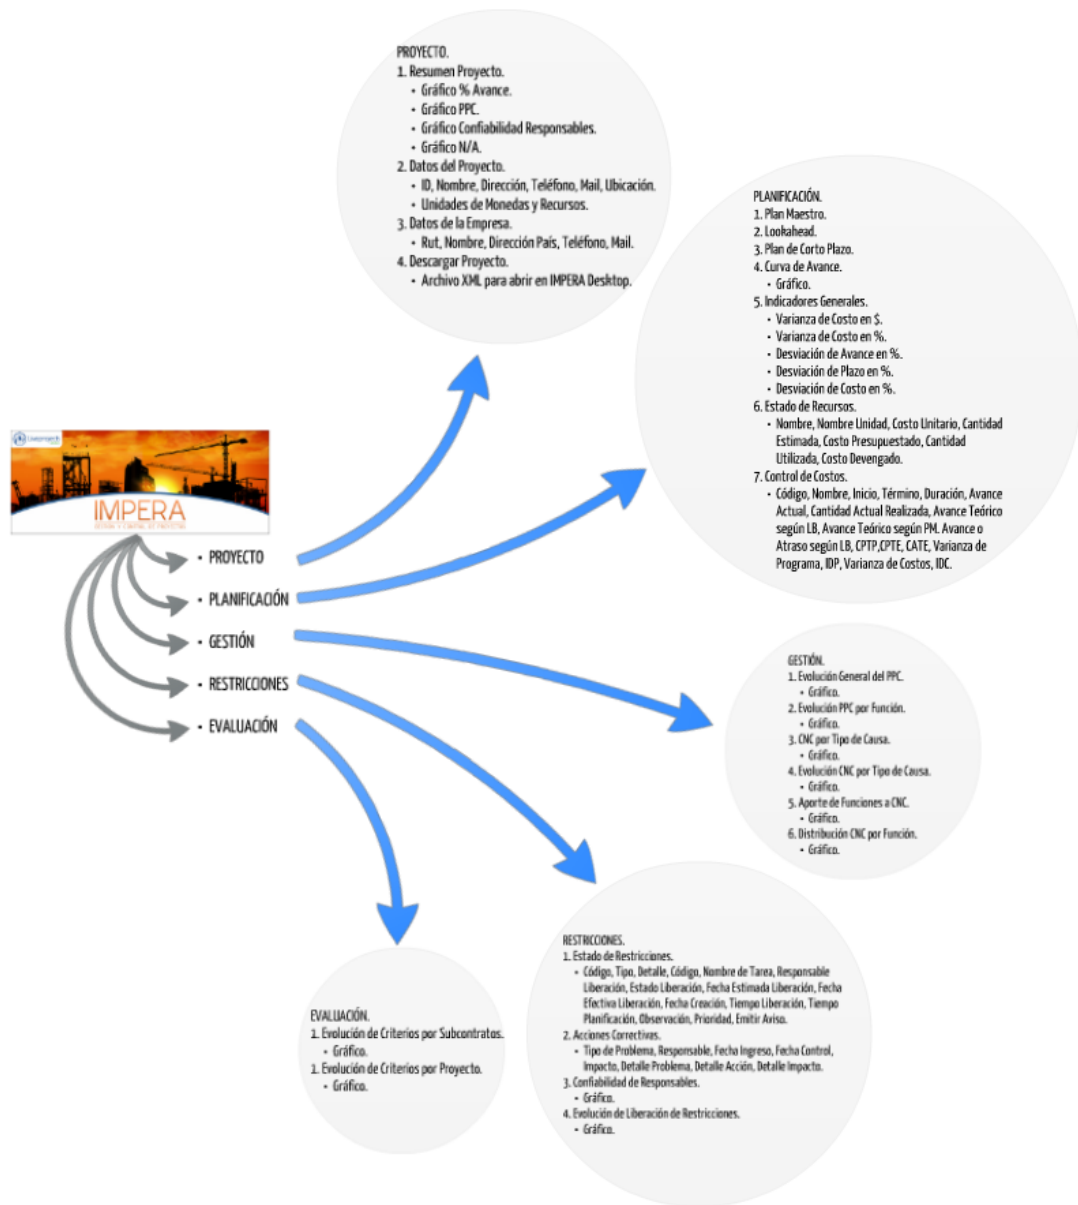 PROYECTO.
1. Resumen Proyecto.
• Gráfico % Avance.
• Gráfico PPC.
• Gráfico Confiabilidad Responsables.
• Gráfico N/A.
2. Datos del Proyecto.
• ID, Nombre, Dirección, Teléfono, Mail, Ubicación.
• Unidades de Monedas y Recursos.
3. Datos de la Empresa.
• Rut, Nombre, Dirección País, Teléfono, Mail.
4. Descargar Proyecto.
• Archivo XML para abrir en IMPERA Desktop.
PLANIFICACIÓN.
1. Plan Maestro.
2. Lookahead.
3. Plan de Corto Plazo.
4. Curva de Avance.
• Gráfico.
5. Indicadores Generales.
• Varianza de Costo en $.
• Varianza de Costo en %.
• Desviación de Avance en %.
• Desviación de Plazo en %.
• Desviación de Costo en %.
6. Estado de Recursos.
• Nombre, Nombre Unidad, Costo Unitario, Cantidad
Estimada, Costo Presupuestado, Cantidad
Utilizada, Costo Devengado.
7. Control de Costos.
• Código, Nombre, Inicio, Término, Duración, Avance
Actual, Cantidad Actual Realizada, Avance Teórico
según LB, Avance Teórico según PM. Avance o
Atraso según LB, CPTP,CPTE, CATE, Varianza de
Programa, IDP, Varianza de Costos, IDC.
IMPERA
GESTIÓN Y CONTROL DE PROYECTOS
• PROYECTO
• PLANIFICACIÓN
• GESTIÓN
• RESTRICCIONES
• EVALUACIÓN
GESTIÓN.
1. Evolución General del PPC.
• Gráfico.
2. Evolución PPC por Función.
• Gráfico.
3. CNC por Tipo de Causa.
• Gráfico.
4. Evolución CNC por Tipo de Causa.
• Gráfico.
5. Aporte de Funciones a CNC.
• Gráfico.
6. Distribución CNC por Función.
• Gráfico.
RESTRICCIONES.
1. Estado de Restricciones.
• Código, Tipo, Detalle, Código, Nombre de Tarea, Responsable
Liberación, Estado Liberación, Fecha Estimada Liberación, Fecha
Efectiva Liberación, Fecha Creación, Tiempo Liberación, Tiempo
Planificación, Observación, Prioridad, Emitir Aviso.
2. Acciones Correctivas.
• Tipo de Problema, Responsable, Fecha Ingreso, Fecha Control,
Impacto, Detalle Problema, Detalle Acción, Detalle Impacto.
3. Confiabilidad de Responsables.
• Gráfico.
4. Evolución de Liberación de Restricciones.
• Gráfico.
EVALUACIÓN.
1. Evolución de Criterios por Subcontratos.
• Gráfico.
1. Evolución de Criterios por Proyecto.
• Gráfico.